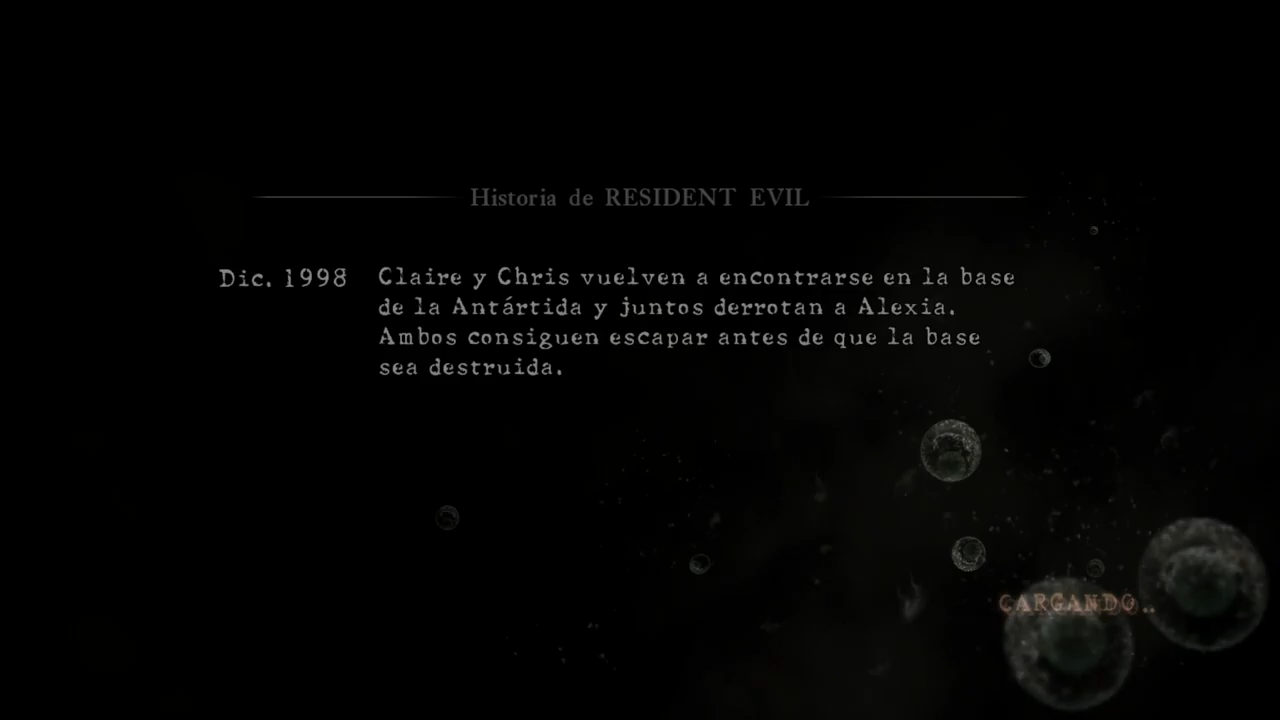 Historia de RESIDENT EVIL
Dic. 1998 Claire y Chris vuelven a encontrarse en la base
de la Antártida y juntos derrotan a Alexia.
Ambos consiguen escapar antes de que la base
sea destruida.
CARGANDO..